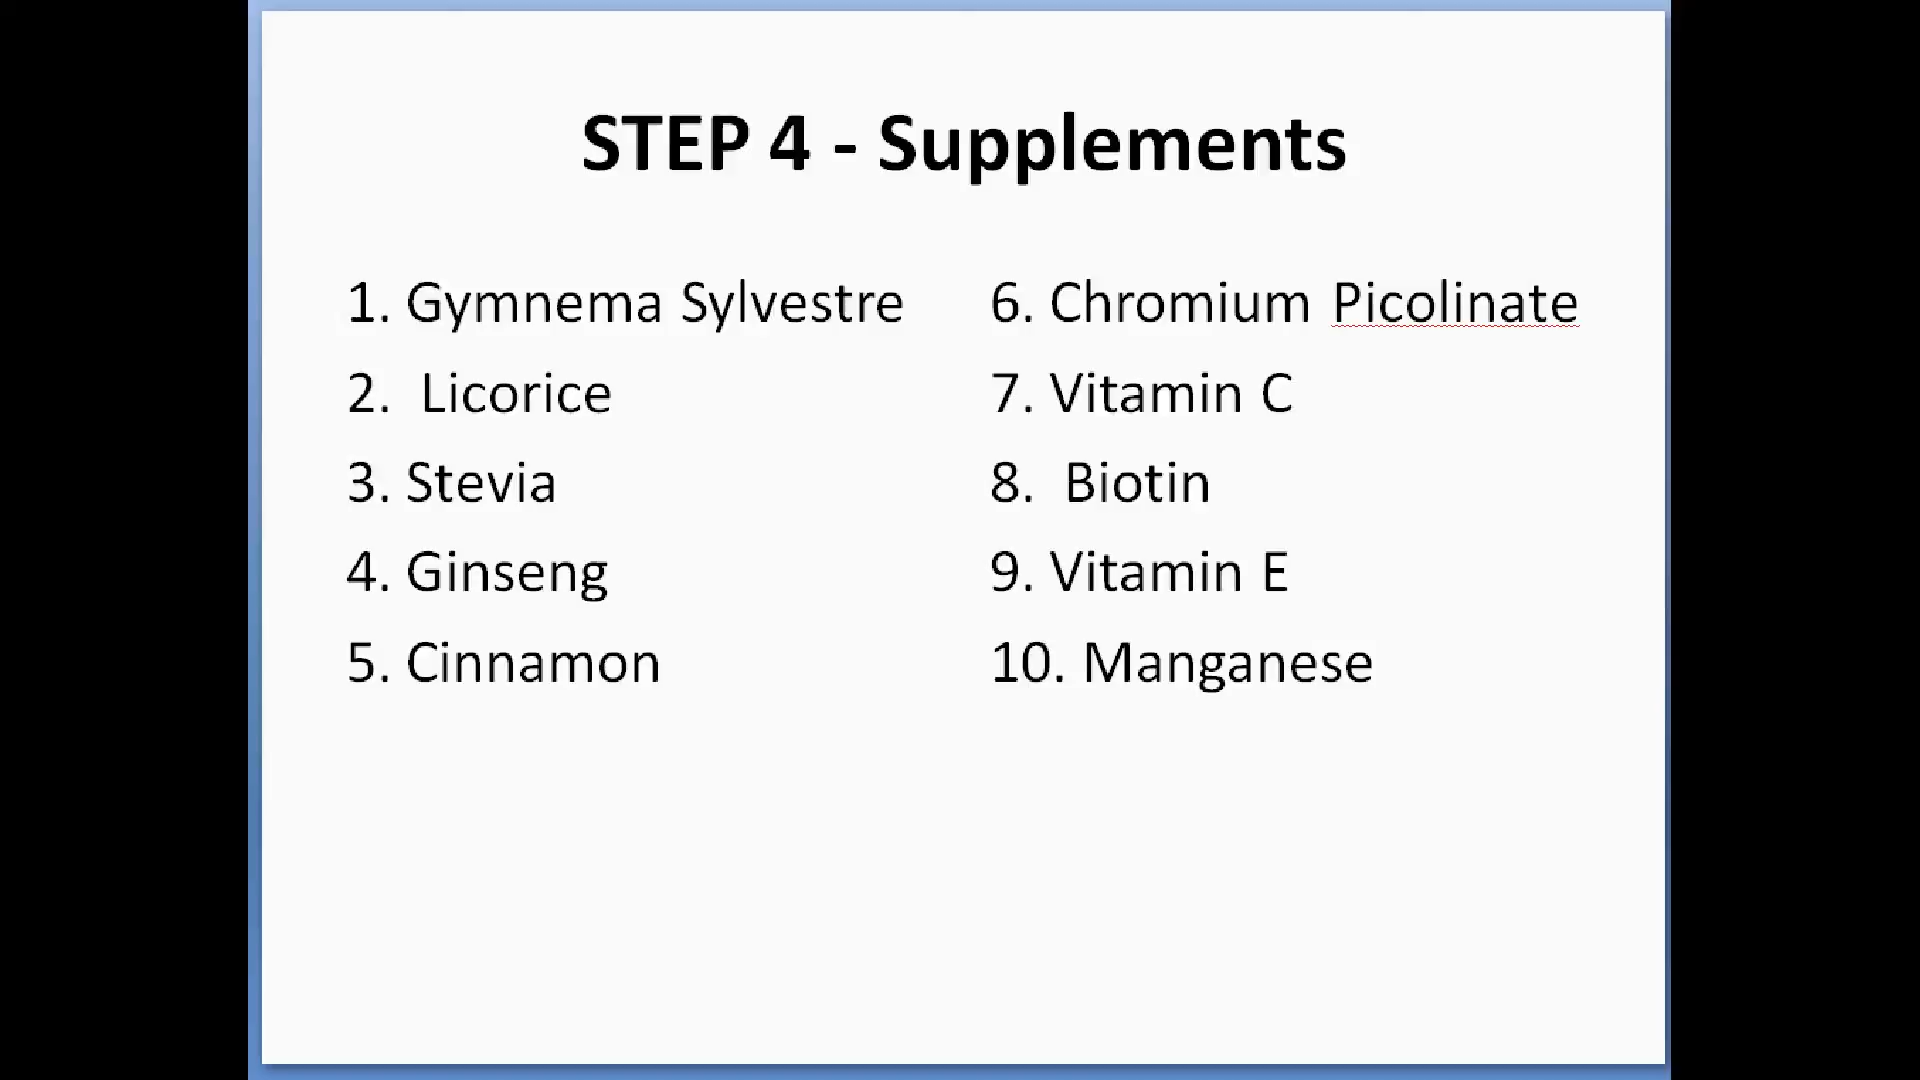 STEP 4 - Supplements
1. Gymnema Sylvestre
2.  Licorice
3. Stevia
4. Ginseng
5. Cinnamon
6. Chromium Picolinate
7. Vitamin C
8.  Biotin
9. Vitamin E
10. Manganese